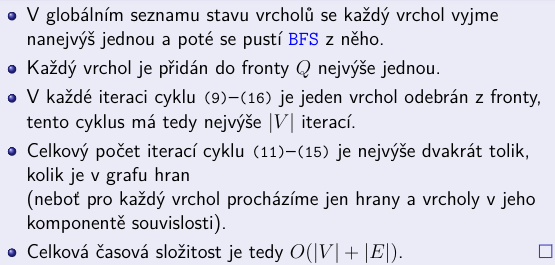 V globálním seznamu stavu vrcholů se každý vrchol vyjme
nanejvýš jednou a poté se pustí BFS z něho.
Každý vrchol je přidán do fronty Q nejvýše jednou.
V každé iteraci cyklu (9)–(16) je jeden vrchol odebrán z fronty,
tento cyklus má tedy nejvýše |V| iterací.
Celkový počet iterací cyklu (11)–(15) je nejvýše dvakrát tolik,
kolik je v grafu hran
(neboť pro každý vrchol procházíme jen hrany a vrcholy v jeho
komponentě souvislosti).
Celková časová složitost je tedy O(|V| + |E|). □